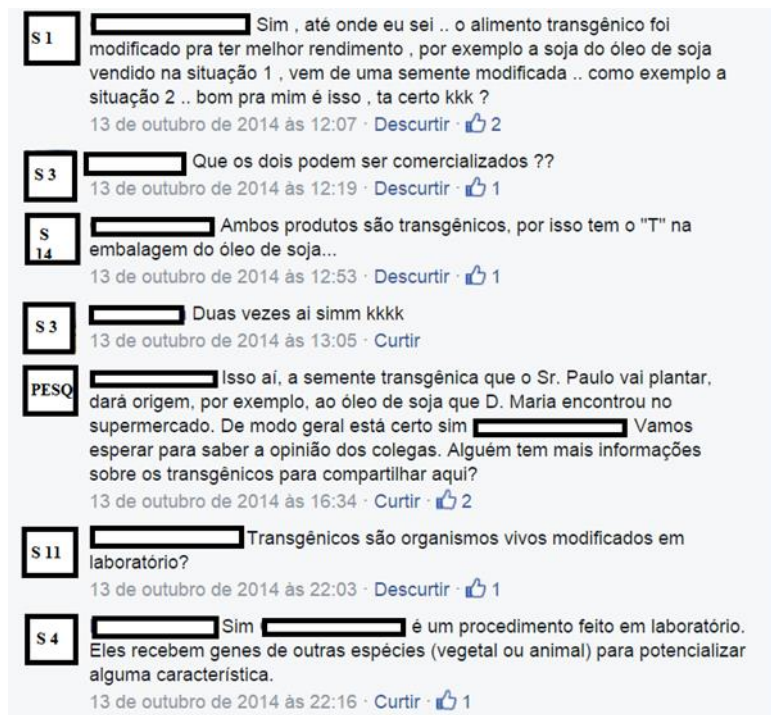 S 1
Sim , até onde eu sei .. o alimento transgênico foi
modificado pra ter melhor rendimento , por exemplo a soja do óleo de soja
vendido na situação 1 , vem de uma semente modificada .. como exemplo a
situação 2 .. bom pra mim é isso , ta certo kkk ?
13 de outubro de 2014 às 12:07 · Descurtir · 2
S 3
Que os dois podem ser comercializados ??
13 de outubro de 2014 às 12:19 · Descurtir · 1
S
14
Ambos produtos são transgênicos, por isso tem o "T" na
embalagem do óleo de soja...
13 de outubro de 2014 às 12:53 · Descurtir · 1
S 3
Duas vezes ai simm kkkk
13 de outubro de 2014 às 13:05 · Curtir
PESQ
Isso aí, a semente transgênica que o Sr. Paulo vai plantar,
dará origem, por exemplo, ao óleo de soja que D. Maria encontrou no
supermercado. De modo geral está certo sim Vamos
esperar para saber a opinião dos colegas. Alguém tem mais informações
sobre os transgênicos para compartilhar aqui?
13 de outubro de 2014 às 16:34 · Curtir · 2
S 11
Transgênicos são organismos vivos modificados em
laboratório?
13 de outubro de 2014 às 22:03 · Descurtir · 1
S 4
Sim é um procedimento feito em laboratório.
Eles recebem genes de outras espécies (vegetal ou animal) para potencializar
alguma característica.
13 de outubro de 2014 às 22:16 · Curtir · 1